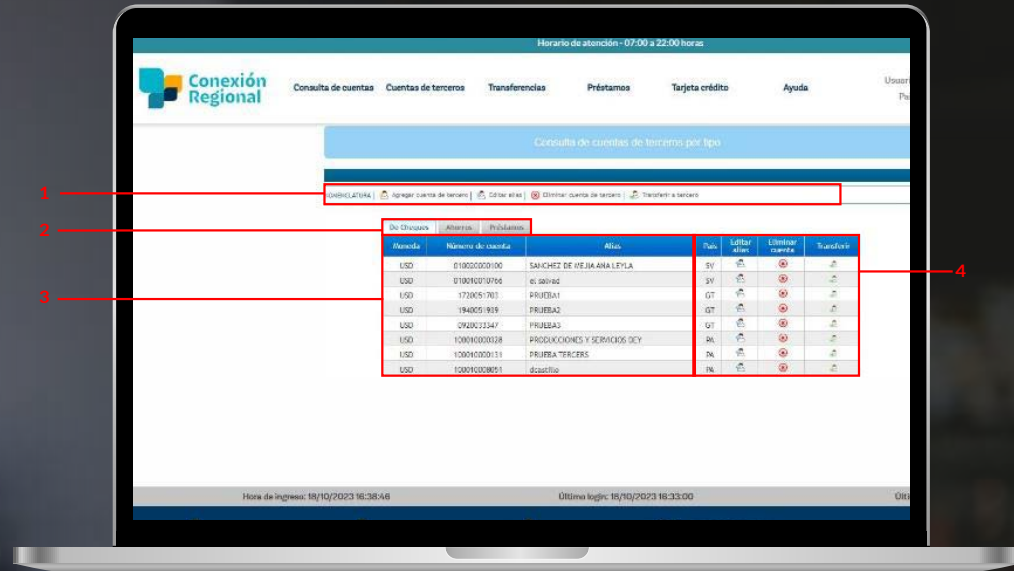 Horario de atención - 07:00 a 22:00 horas
Conexión
Regional
Consulta de cuentas Cuentas de terceros Transferencias Préstamos Tarjeta crédito Ayuda
Consulta de cuentas de terceros por tipo
1
NOMENCLATURA | Agregar cuenta de tercero | Editar alias | Eliminar cuenta de tercero | Transferir a tercero
2
De Cheques Ahorros Préstamos
Moneda Número de cuenta Alias País Editar alias Eliminar cuenta Transferir
USD 010020000100 SANCHEZ DE MEJIA ANA LEYLA SV
4
USD 010010010766 el salvad SV
3
USD 1720051703 PRUEBA1 GT
USD 1940051939 PRUEBA2 GT
USD 0920033347 PRUEBA3 GT
USD 100010000328 PRODUCCIONES Y SERVICIOS DEY PA
USD 100010000131 PRUEBA TERCERS PA
USD 100010008051 dcastillo PA
Hora de ingreso: 18/10/2023 16:38:46 Último login: 18/10/2023 16:33:00